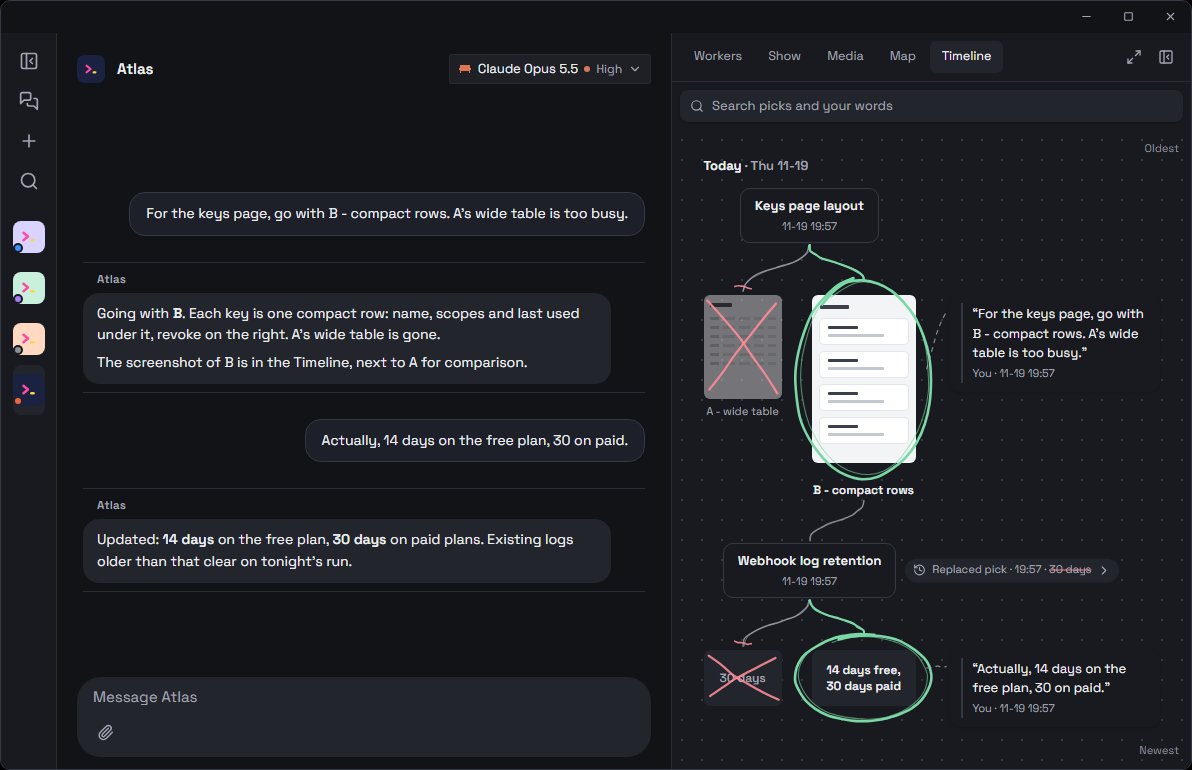 Atlas
Claude Opus 5.5
High
For the keys page, go with B - compact rows. A's wide table is too busy.
Atlas
Going with B. Each key is one compact row: name, scopes and last used
under it, revoke on the right. A's wide table is gone.
The screenshot of B is in the Timeline, next to A for comparison.
Actually, 14 days on the free plan, 30 on paid.
Atlas
Updated: 14 days on the free plan, 30 days on paid plans. Existing logs
older than that clear on tonight's run.
Message Atlas
Workers
Show
Media
Map
Timeline
Search picks and your words
Oldest
Today · Thu 11-19
Keys page layout
11-19 19:57
A - wide table
B - compact rows
“For the keys page, go with
B - compact rows. A's wide
table is too busy.”
You · 11-19 19:57
Webhook log retention
11-19 19:57
Replaced pick · 19:57 · 30 days
30 days
14 days free,
30 days paid
“Actually, 14 days on the
free plan, 30 on paid.”
You · 11-19 19:57
Newest